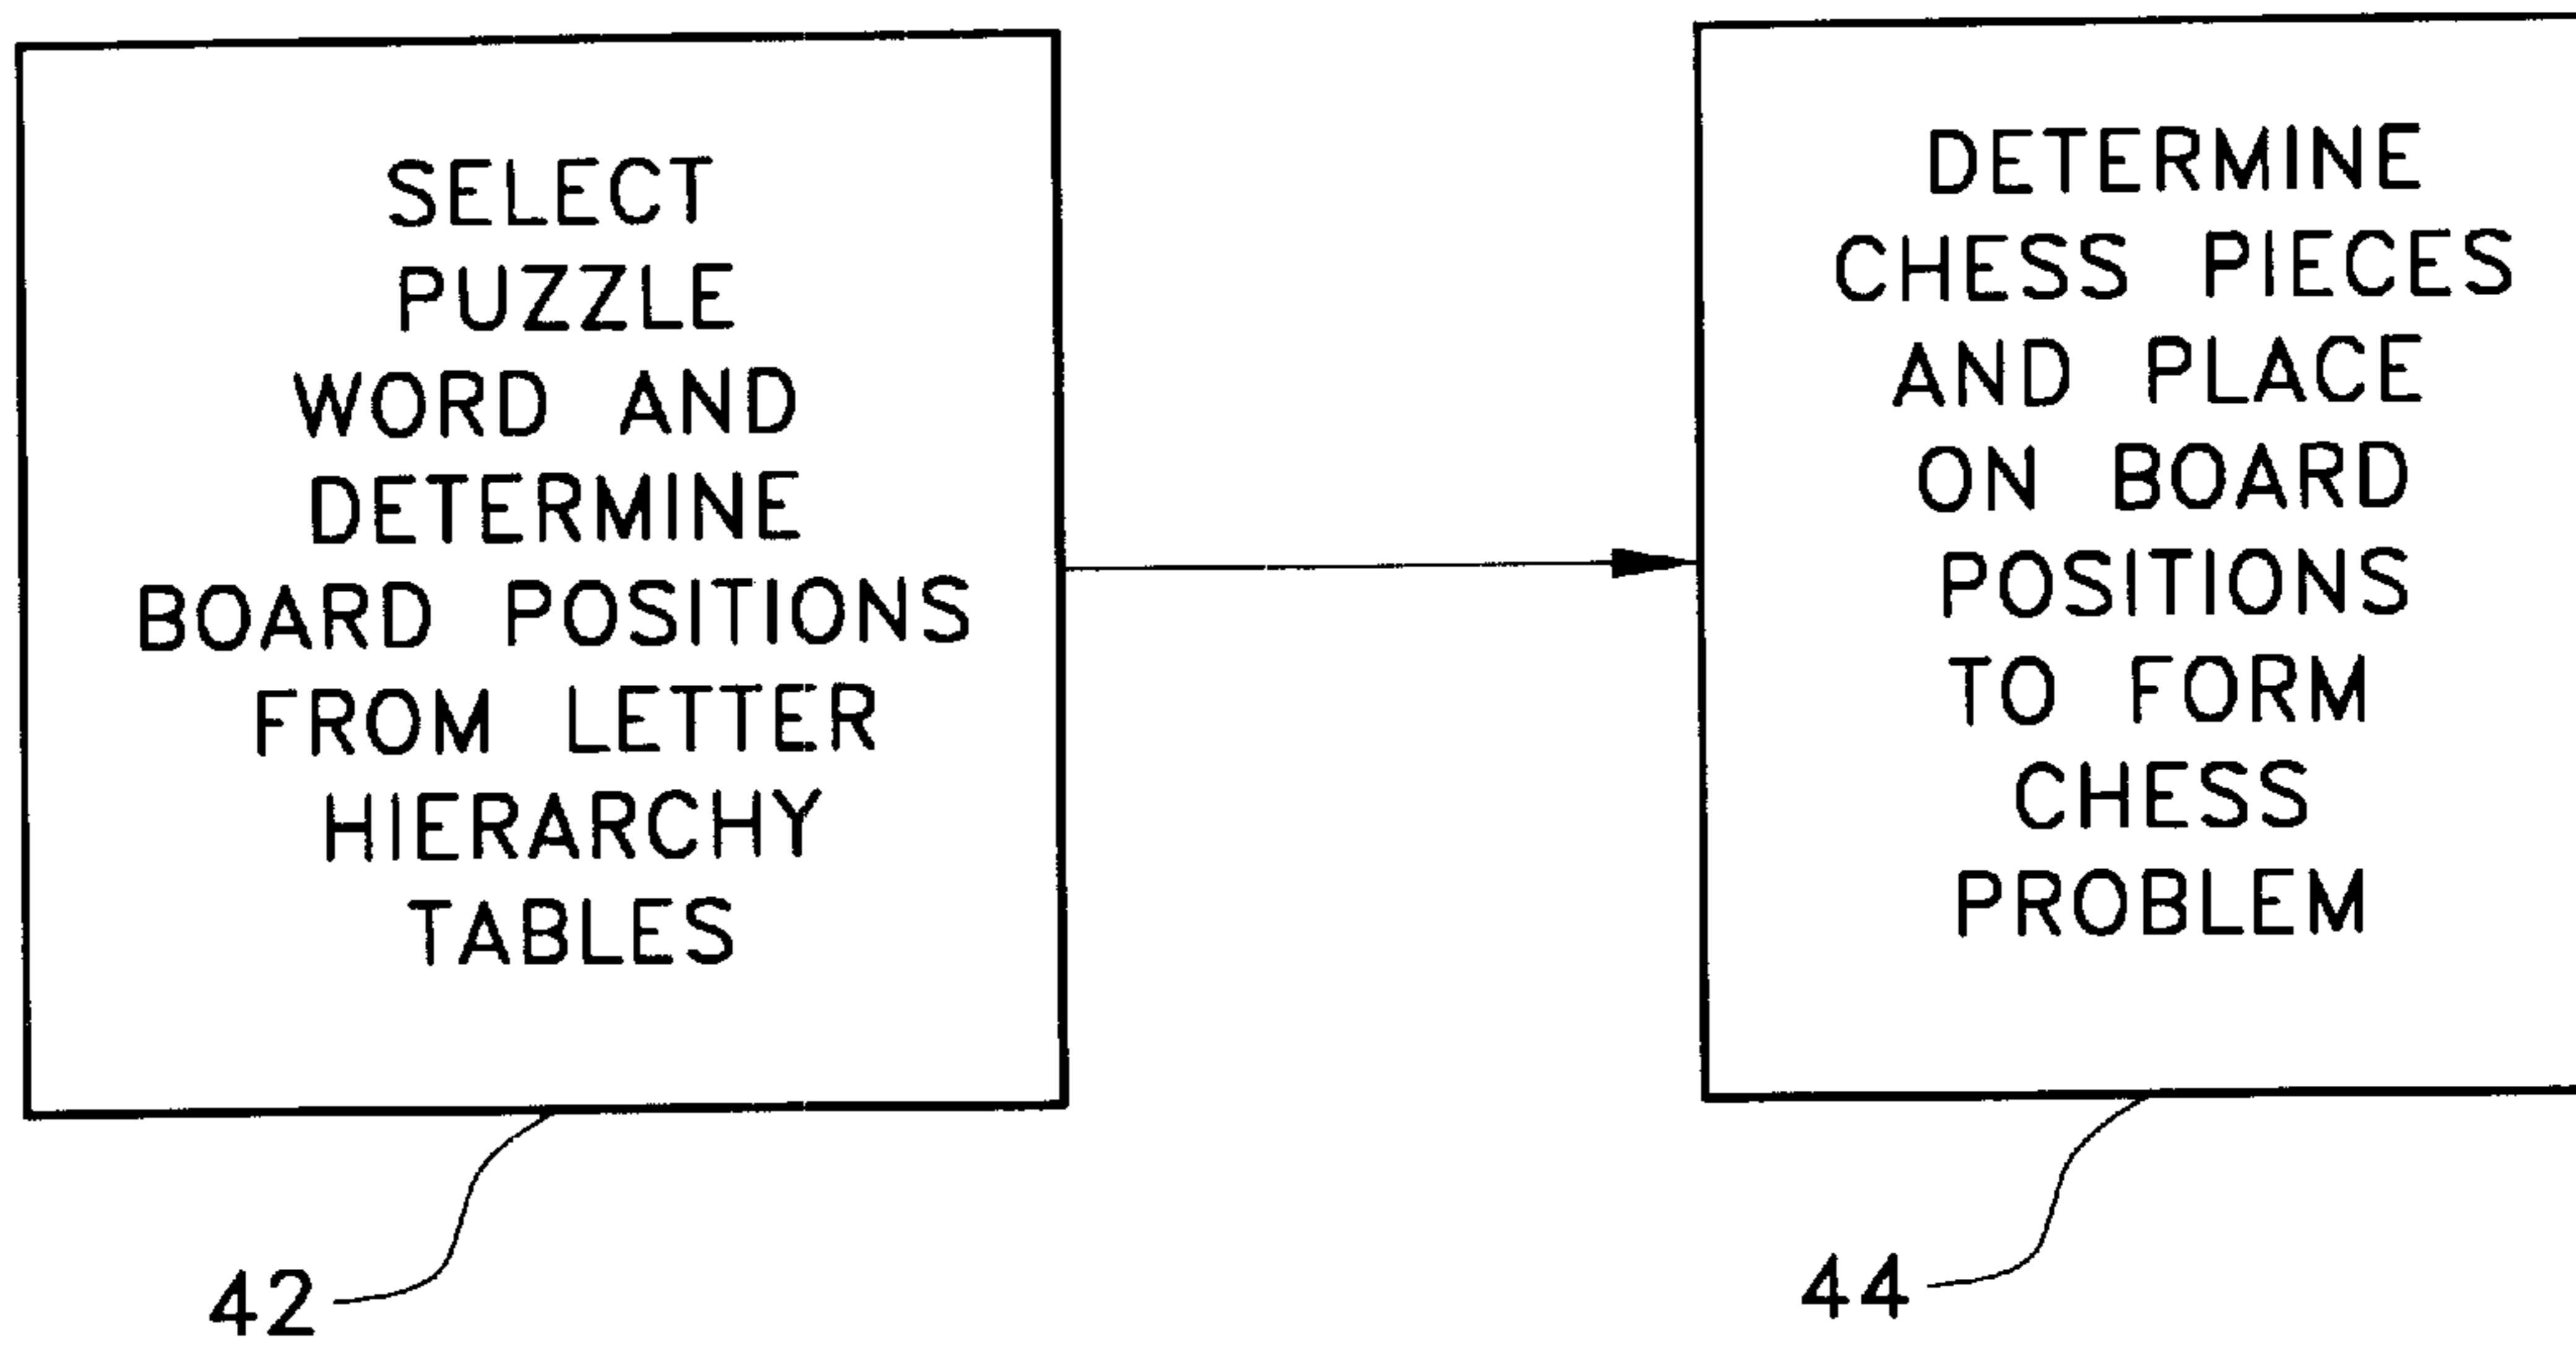 SELECT
PUZZLE
WORD AND
DETERMINE
BOARD POSITIONS
FROM LETTER
HIERARCHY
TABLES
42
DETERMINE
CHESS PIECES
AND PLACE
ON BOARD
POSITIONS
TO FORM
CHESS
PROBLEM
44